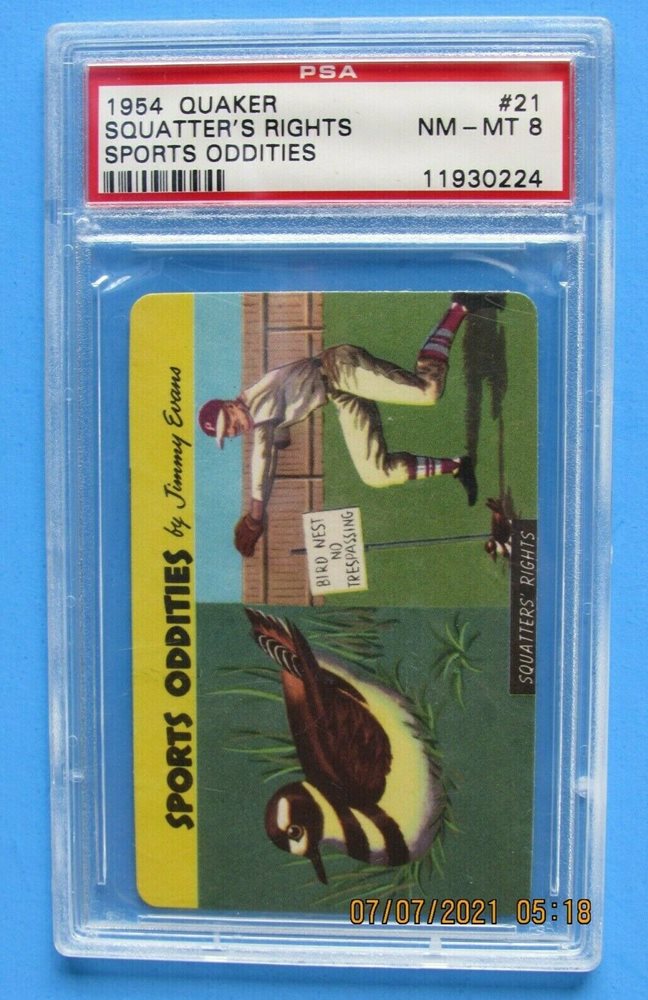 PSA
1954 QUAKER #21
SQUATTER'S RIGHTS NM - MT 8
SPORTS ODDITIES
11930224
SPORTS ODDITIES by Jimmy Evans
P
BIRD NEST
NO
TRESPASSING
SQUATTERS' RIGHTS
07/07/2021 05:18